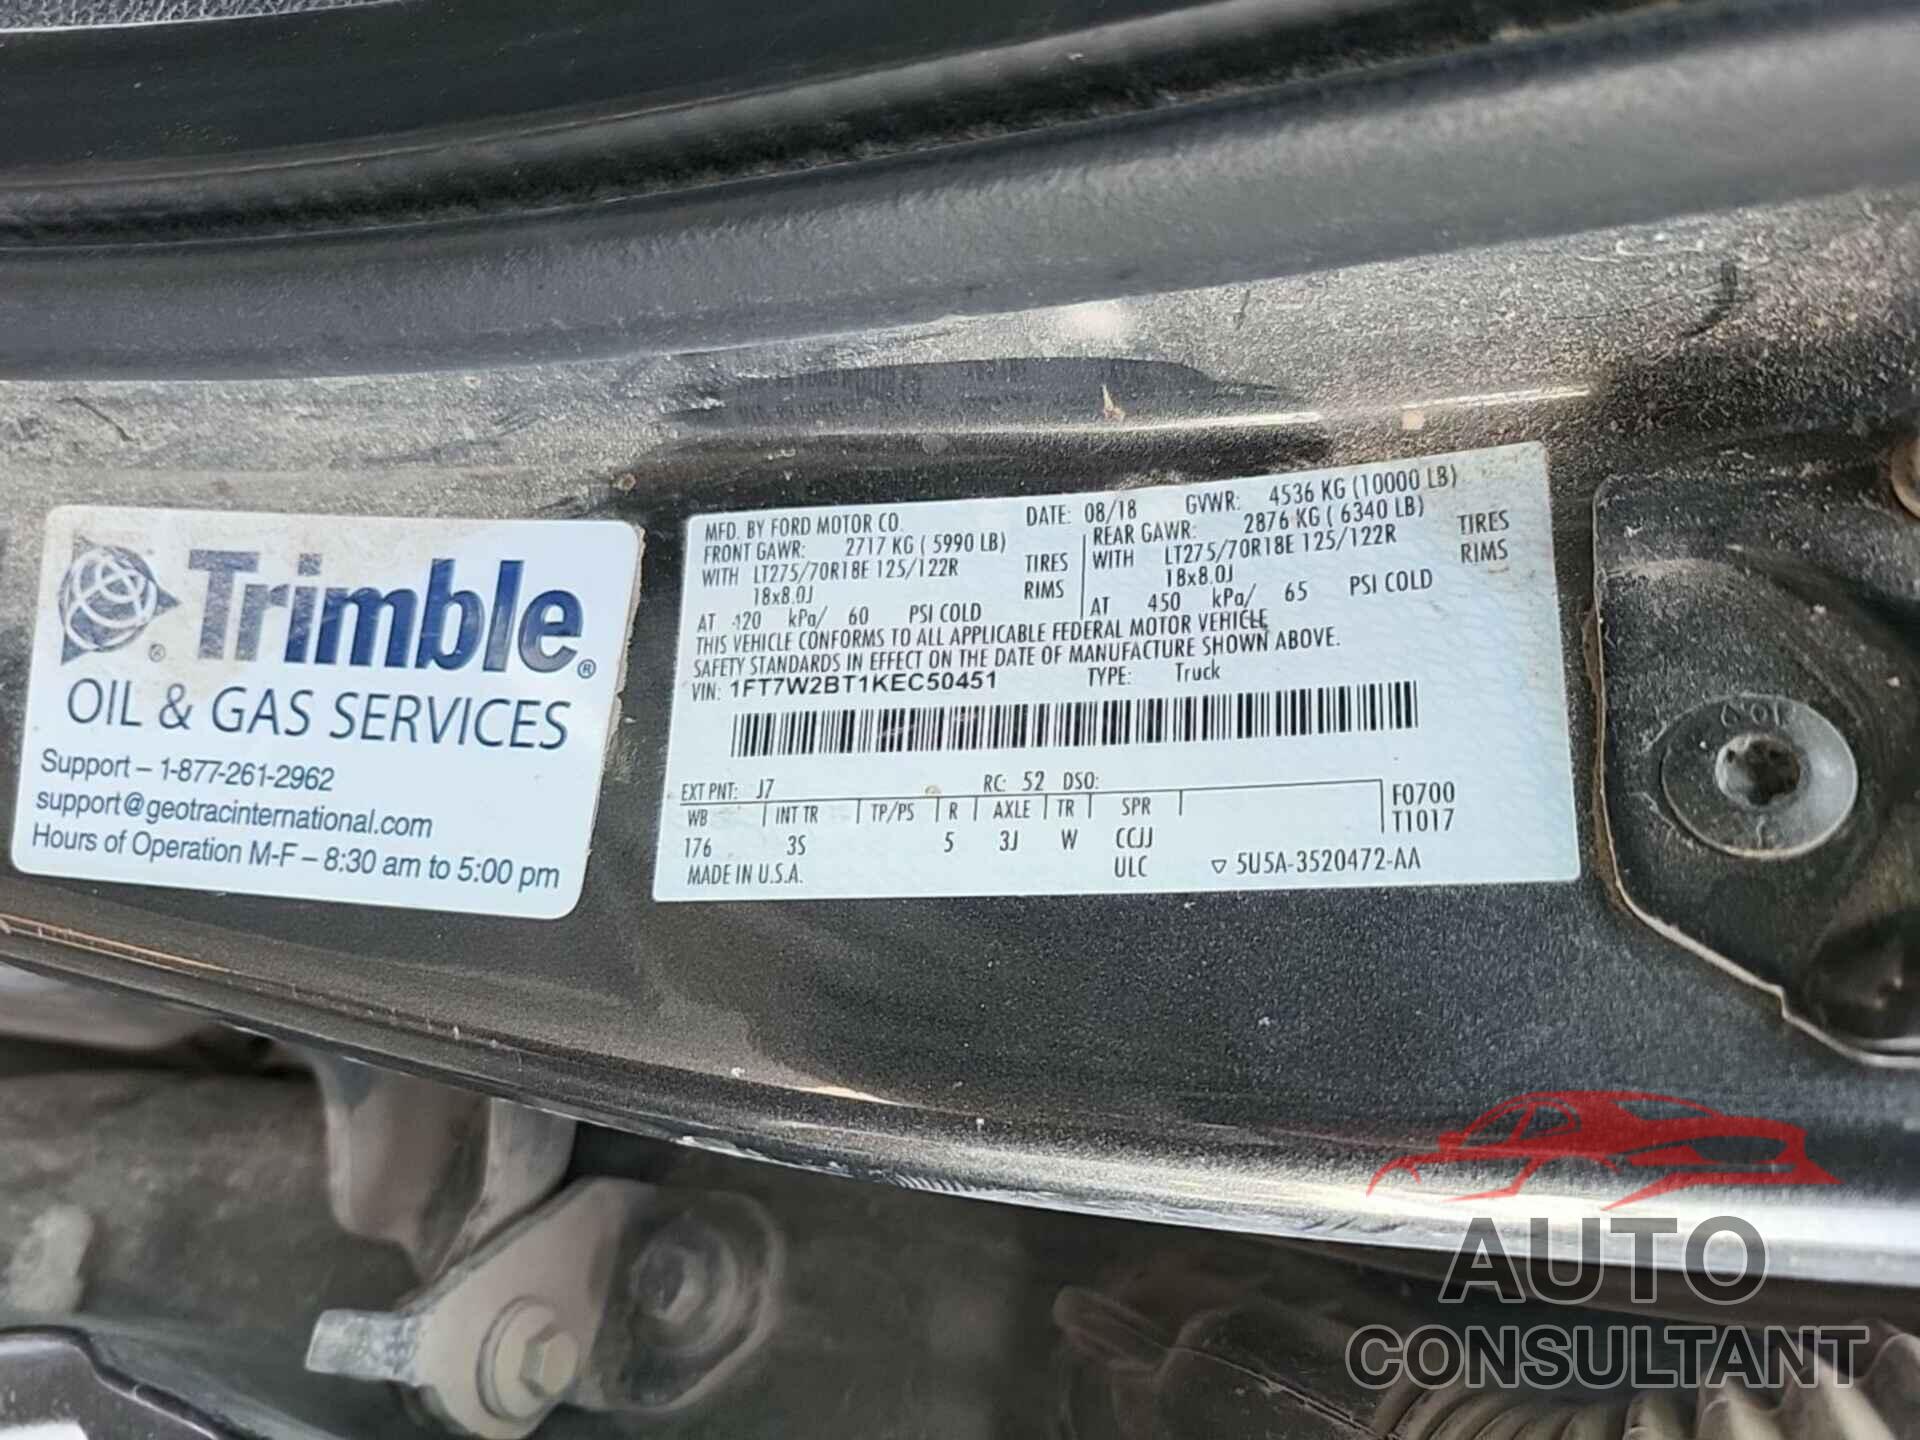 Trimble®
OIL & GAS SERVICES
Support – 1-877-261-2962
support@geotracinternational.com
Hours of Operation M-F – 8:30 am to 5:00 pm
MFD. BY FORD MOTOR CO. DATE: 08/18 GVWR: 4536 KG (10000 LB)
FRONT GAWR: 2717 KG ( 5990 LB) REAR GAWR: 2876 KG ( 6340 LB)
WITH LT275/70R18E 125/122R TIRES WITH LT275/70R18E 125/122R TIRES
18x8.0J RIMS 18x8.0J RIMS
AT 420 kPa/ 60 PSI COLD AT 450 kPa/ 65 PSI COLD
THIS VEHICLE CONFORMS TO ALL APPLICABLE FEDERAL MOTOR VEHICLE
SAFETY STANDARDS IN EFFECT ON THE DATE OF MANUFACTURE SHOWN ABOVE.
VIN: 1FT7W2BT1KEC50451 TYPE: Truck
EXT PNT: J7 RC: 52 DSO:
WB INT TR TP/PS R AXLE TR SPR F0700
T1017
176 3S 5 3J W CCJJ
MADE IN U.S.A. ULC 5U5A-3520472-AA
AUTO
CONSULTANT